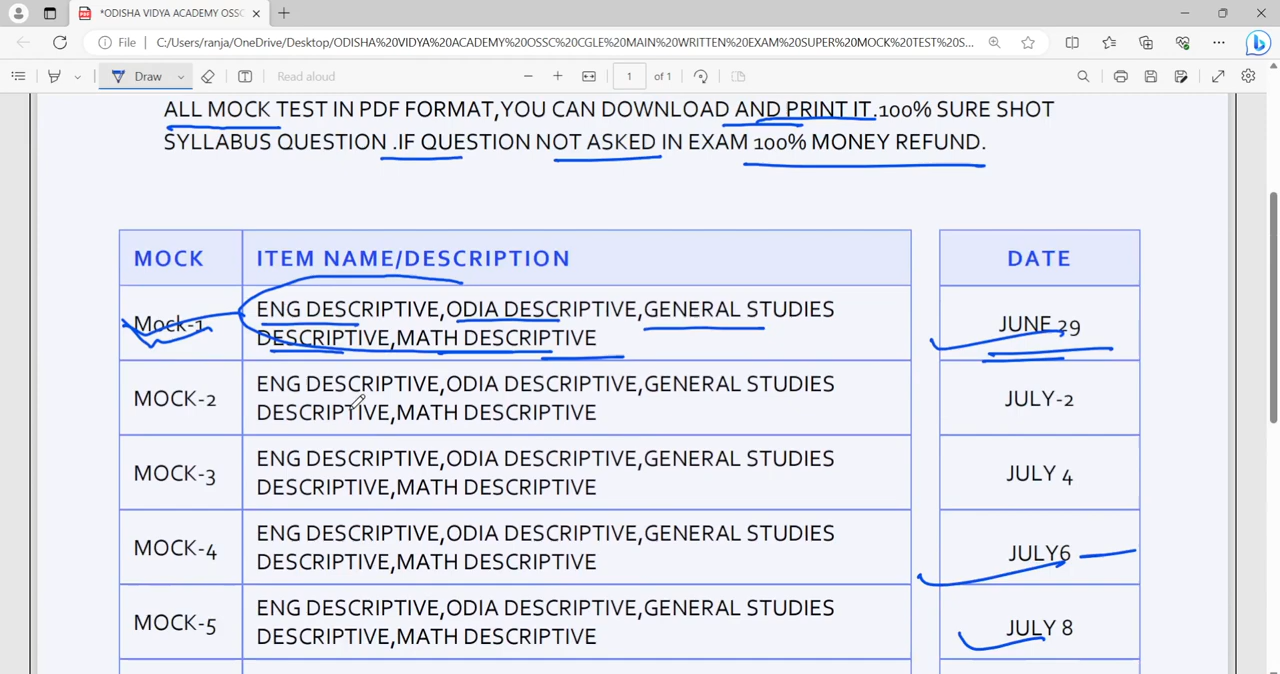 *ODISHA VIDYA ACADEMY OSSC
File C:/Users/ranja/OneDrive/Desktop/ODISHA%20VIDYA%20ACADEMY%20OSSC%20CGLE%20MAIN%20WRITTEN%20EXAM%20SUPER%20MOCK%20TEST%20S...
Draw Read aloud 1 of 1
ALL MOCK TEST IN PDF FORMAT,YOU CAN DOWNLOAD AND PRINT IT.100% SURE SHOT
SYLLABUS QUESTION .IF QUESTION NOT ASKED IN EXAM 100% MONEY REFUND.
MOCK ITEM NAME/DESCRIPTION DATE
Mock-1 ENG DESCRIPTIVE,ODIA DESCRIPTIVE,GENERAL STUDIES
DESCRIPTIVE,MATH DESCRIPTIVE JUNE 29
MOCK-2 ENG DESCRIPTIVE,ODIA DESCRIPTIVE,GENERAL STUDIES
DESCRIPTIVE,MATH DESCRIPTIVE JULY-2
MOCK-3 ENG DESCRIPTIVE,ODIA DESCRIPTIVE,GENERAL STUDIES
DESCRIPTIVE,MATH DESCRIPTIVE JULY 4
MOCK-4 ENG DESCRIPTIVE,ODIA DESCRIPTIVE,GENERAL STUDIES
DESCRIPTIVE,MATH DESCRIPTIVE JULY6
MOCK-5 ENG DESCRIPTIVE,ODIA DESCRIPTIVE,GENERAL STUDIES
DESCRIPTIVE,MATH DESCRIPTIVE JULY 8